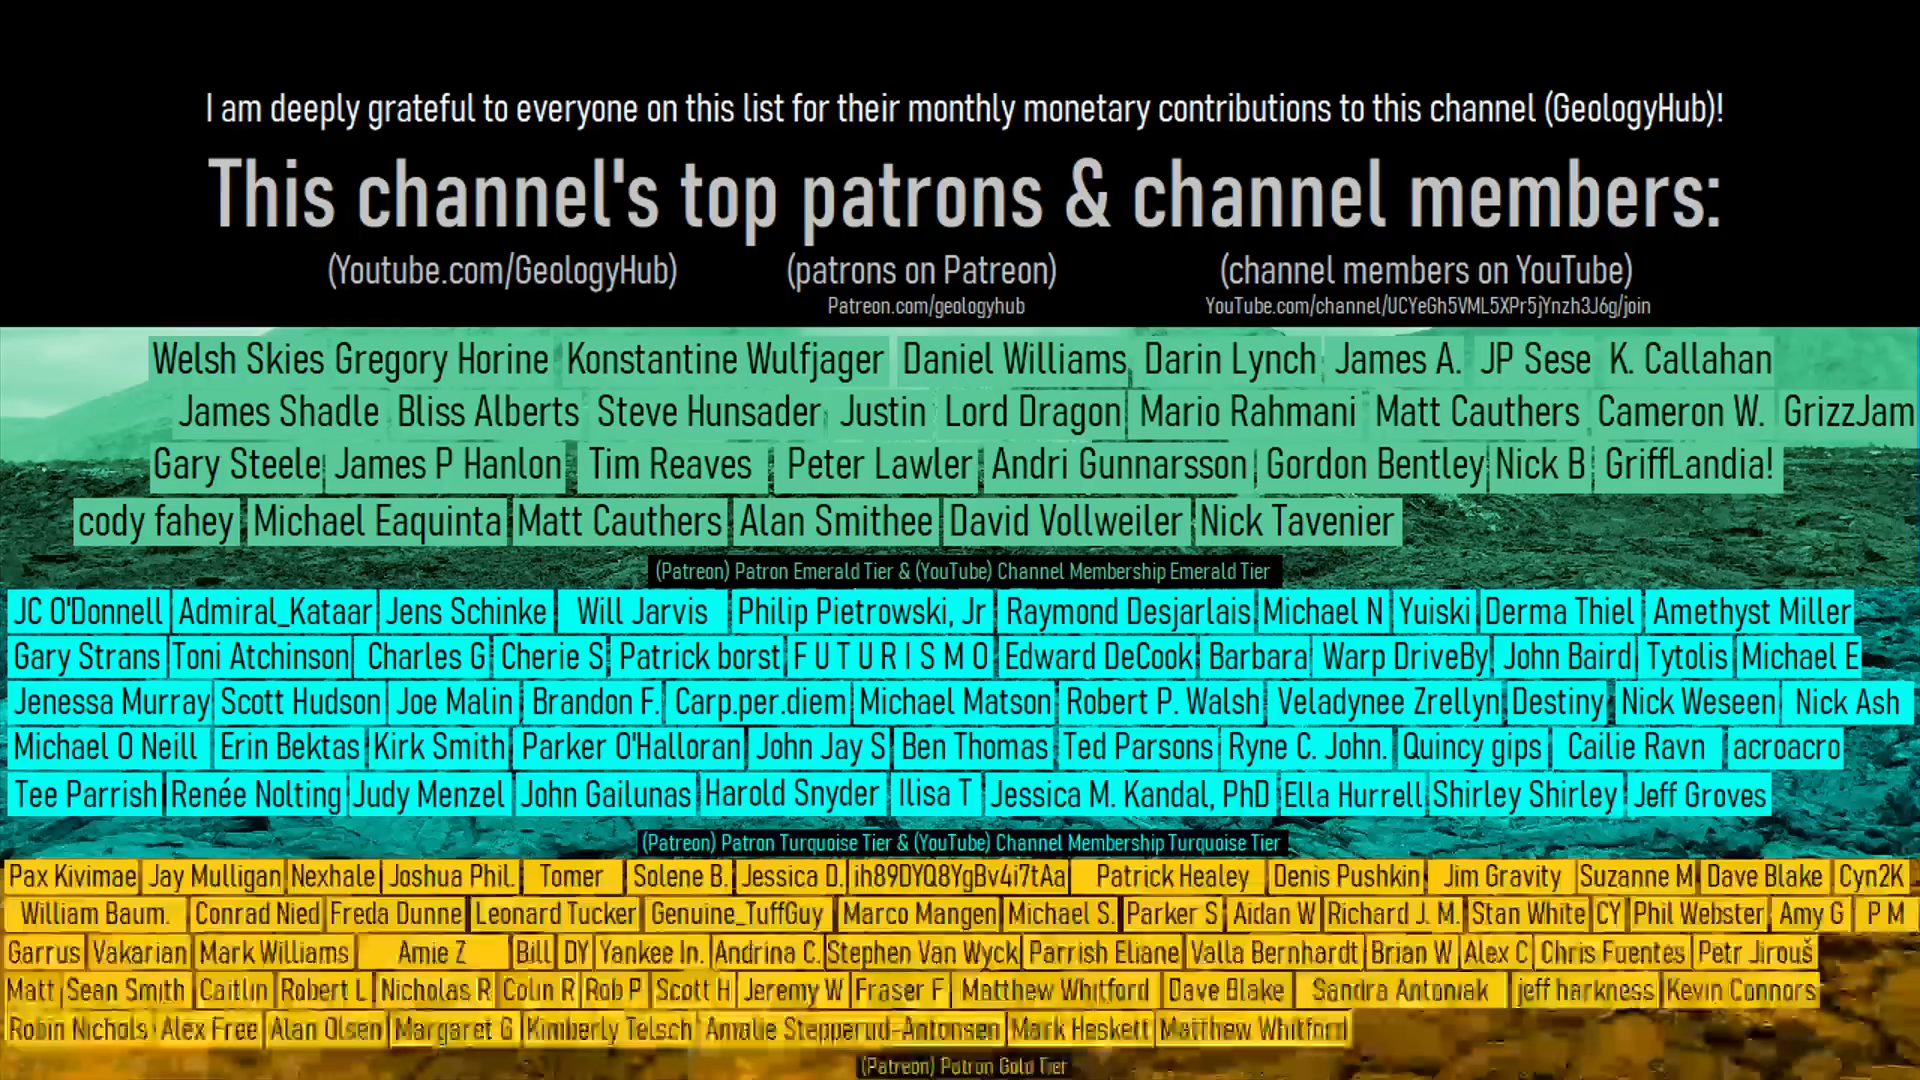 I am deeply grateful to everyone on this list for their monthly monetary contributions to this channel (GeologyHub)!
This channel's top patrons & channel members:
(Youtube.com/GeologyHub) (patrons on Patreon) (channel members on YouTube)
Patreon.com/geologyhub YouTube.com/channel/UCYeGh5VML5XPr5jYnzh3J6g/join
Welsh Skies Gregory Horine Konstantine Wulfjager Daniel Williams Darin Lynch James A. JP Sese K. Callahan
James Shadle Bliss Alberts Steve Hunsader Justin Lord Dragon Mario Rahmani Matt Cauthers Cameron W. GrizzJam
Gary Steele James P Hanlon Tim Reaves Peter Lawler Andri Gunnarsson Gordon Bentley Nick B GriffLandia!
cody fahey Michael Eaquinta Matt Cauthers Alan Smithee David Vollweiler Nick Tavenier
(Patreon) Patron Emerald Tier & (YouTube) Channel Membership Emerald Tier
JC O'Donnell Admiral_Kataar Jens Schinke Will Jarvis Philip Pietrowski, Jr Raymond Desjarlais Michael N Yuiski Derma Thiel Amethyst Miller
Gary Strans Toni Atchinson Charles G Cherie S Patrick borst F U T U R I S M O Edward DeCook Barbara Warp DriveBy John Baird Tytolis Michael E
Jenessa Murray Scott Hudson Joe Malin Brandon F. Carp.per.diem Michael Matson Robert P. Walsh Veladynee Zrellyn Destiny Nick Weseen Nick Ash
Michael O Neill Erin Bektas Kirk Smith Parker O'Halloran John Jay S Ben Thomas Ted Parsons Ryne C. John. Quincy gips Cailie Ravn acroacro
Tee Parrish Renée Nolting Judy Menzel John Gailunas Harold Snyder Ilisa T Jessica M. Kandal, PhD Ella Hurrell Shirley Shirley Jeff Groves
(Patreon) Patron Turquoise Tier & (YouTube) Channel Membership Turquoise Tier
Pax Kivimae Jay Mulligan Nexhale Joshua Phil. Tomer Solene B. Jessica D. ih89DYQ8YgBv4i7tAa Patrick Healey Denis Pushkin Jim Gravity Suzanne M Dave Blake Cyn2K
William Baum. Conrad Nied Freda Dunne Leonard Tucker Genuine_TuffGuy Marco Mangen Michael S. Parker S Aidan W Richard J. M. Stan White CY Phil Webster Amy G P M
Garrus Vakarian Mark Williams Amie Z Bill DY Yankee In. Andrina C. Stephen Van Wyck Parrish Eliane Valla Bernhardt Brian W Alex C Chris Fuentes Petr Jirouš
Matt Sean Smith Caitlin Robert L Nicholas R Colin R Rob P Scott H Jeremy W Fraser F Matthew Whitford Dave Blake Sandra Antoniak jeff harkness Kevin Connors
Robin Nichols Alex Free Alan Olsen Margaret G Kimberly Telsch Amalie Stepperud-Antonsen Mark Heskett Matthew Whitford
(Patreon) Patron Gold Tier